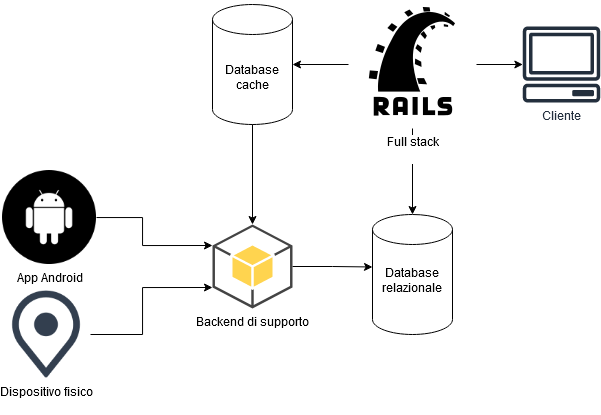 Database
cache
RAILS
Full stack
Cliente
App Android
Backend di supporto
Database
relazionale
Dispositivo fisico